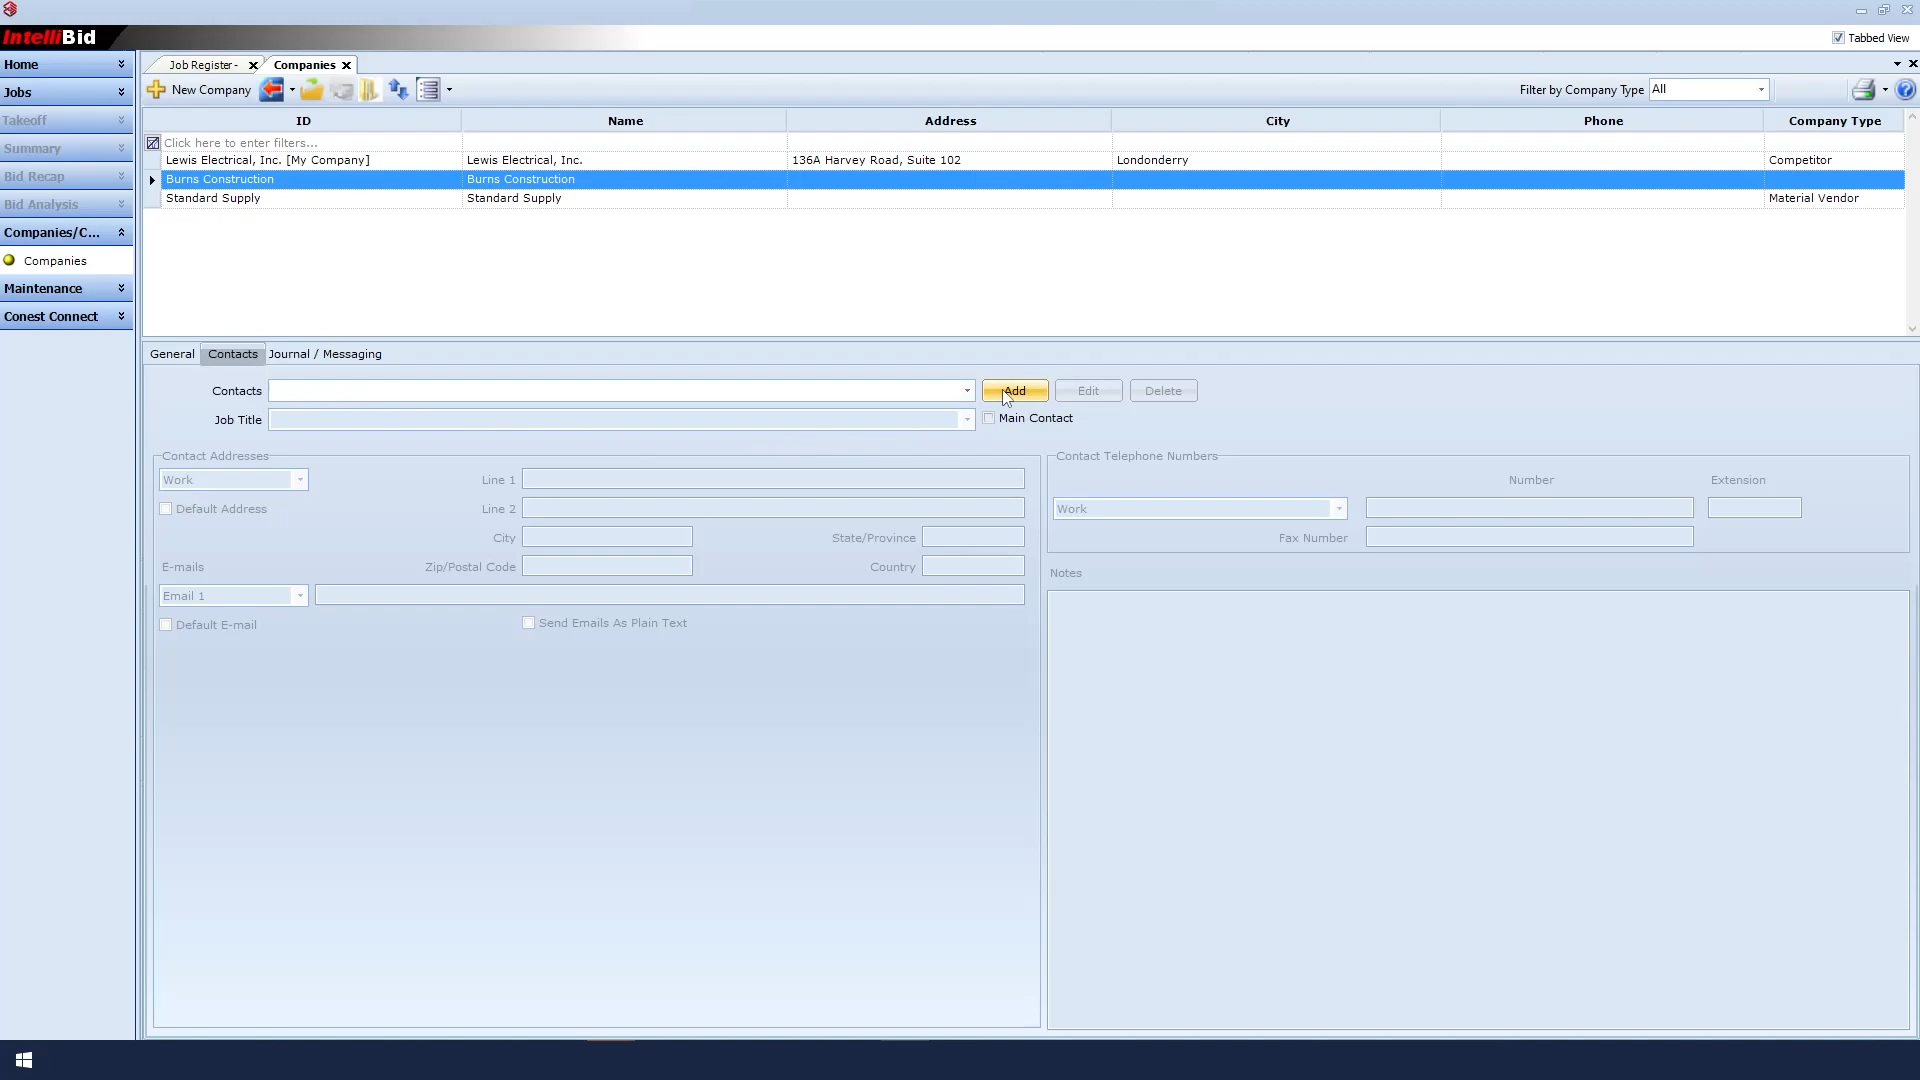 IntelliBid
Tabbed View
Home
Jobs
Takeoff
Summary
Bid Recap
Bid Analysis
Companies/C...
Companies
Maintenance
Conest Connect
Job Register - Companies
New Company
Filter by Company Type All
ID Name Address City Phone Company Type
Click here to enter filters...
Lewis Electrical, Inc. [My Company] Lewis Electrical, Inc. 136A Harvey Road, Suite 102 Londonderry Competitor
Burns Construction Burns Construction
Standard Supply Standard Supply Material Vendor
General Contacts Journal / Messaging
Contacts Add Edit Delete
Job Title Main Contact
Contact Addresses Contact Telephone Numbers
Work Line 1 Number Extension
Default Address Line 2 Work
City State/Province Fax Number
E-mails Zip/Postal Code Country Notes
Email 1
Default E-mail Send Emails As Plain Text